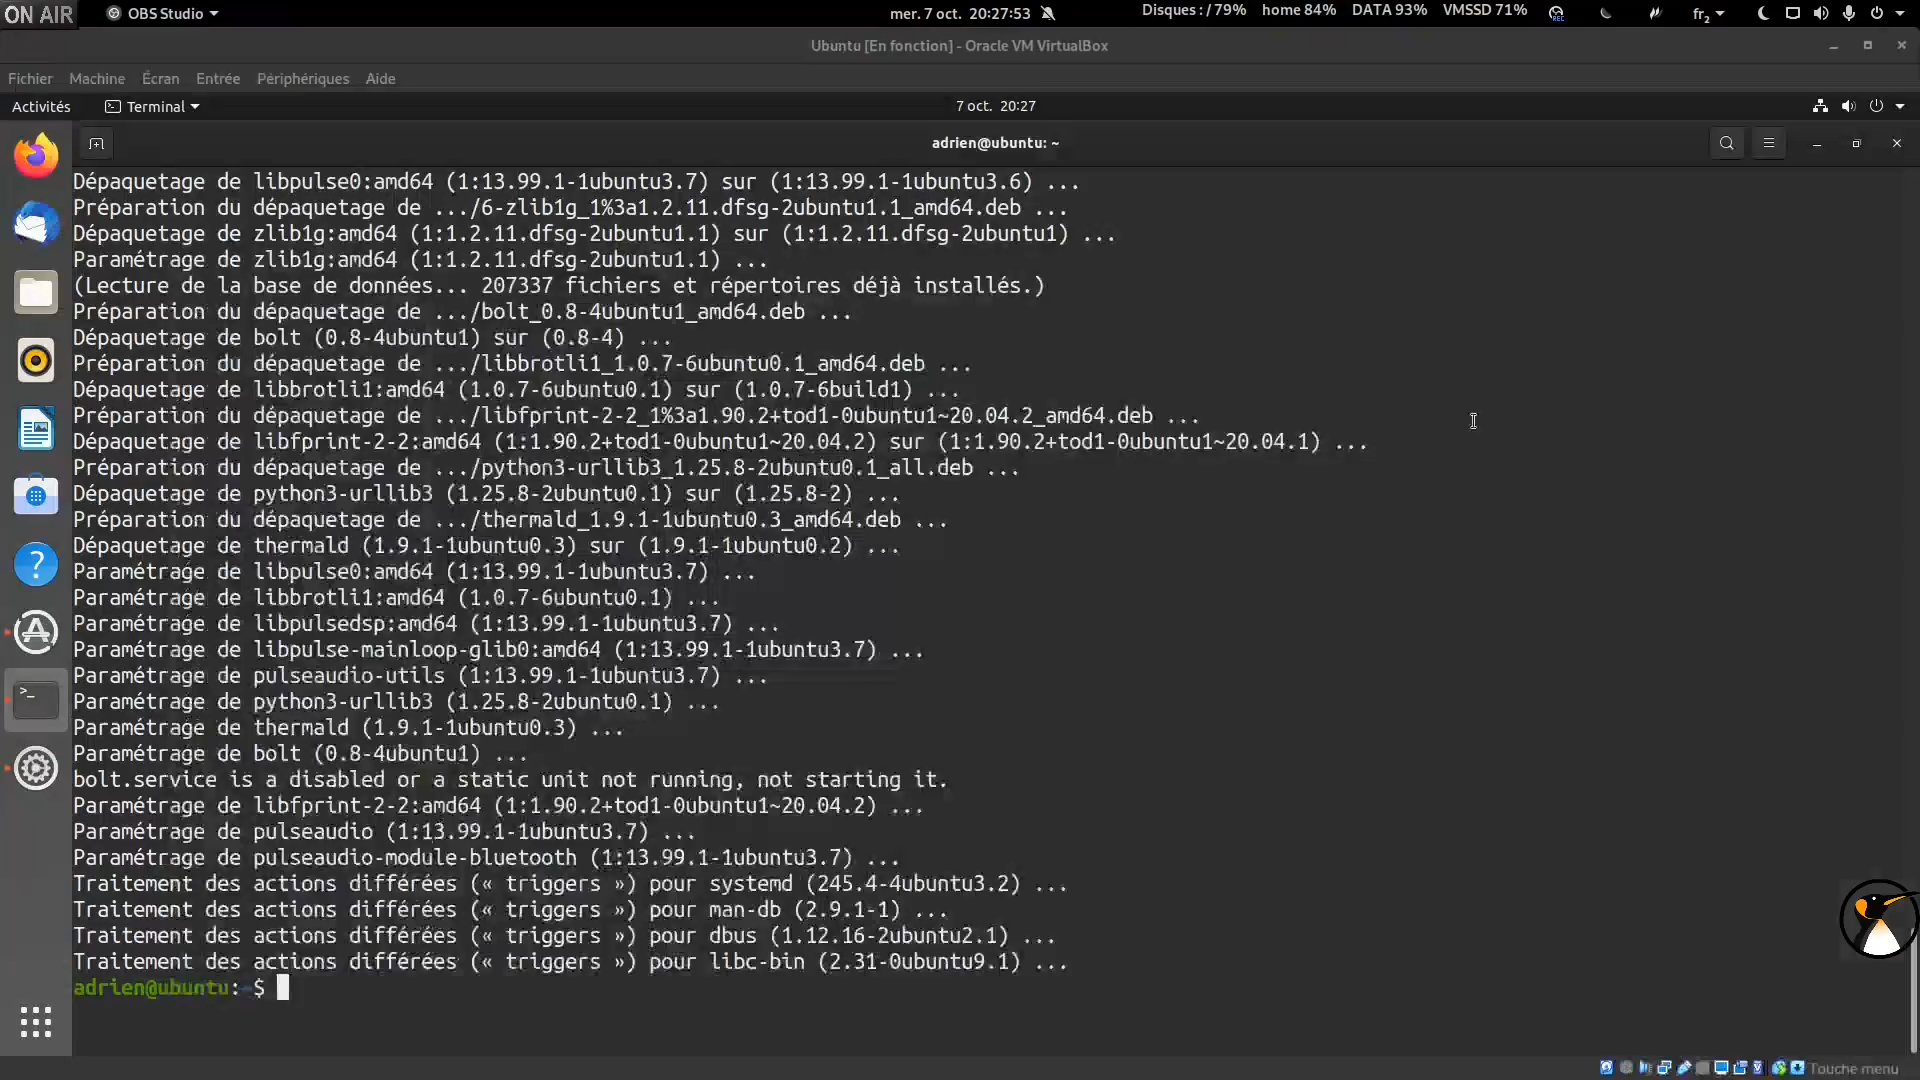 ON AIR OBS Studio mer. 7 oct. 20:27:53 Disques : / 79% home 84% DATA 93% VMSSD 71% REC fr₂
Ubuntu [En fonction] - Oracle VM VirtualBox
Fichier Machine Écran Entrée Périphériques Aide
Activités Terminal 7 oct. 20:27
adrien@ubuntu: ~
Dépaquetage de libpulse0:amd64 (1:13.99.1-1ubuntu3.7) sur (1:13.99.1-1ubuntu3.6) ...
Préparation du dépaquetage de .../6-zlib1g_1%3a1.2.11.dfsg-2ubuntu1.1_amd64.deb ...
Dépaquetage de zlib1g:amd64 (1:1.2.11.dfsg-2ubuntu1.1) sur (1:1.2.11.dfsg-2ubuntu1) ...
Paramétrage de zlib1g:amd64 (1:1.2.11.dfsg-2ubuntu1.1) ...
(Lecture de la base de données... 207337 fichiers et répertoires déjà installés.)
Préparation du dépaquetage de .../bolt_0.8-4ubuntu1_amd64.deb ...
Dépaquetage de bolt (0.8-4ubuntu1) sur (0.8-4) ...
Préparation du dépaquetage de .../libbrotli1_1.0.7-6ubuntu0.1_amd64.deb ...
Dépaquetage de libbrotli1:amd64 (1.0.7-6ubuntu0.1) sur (1.0.7-6build1) ...
Préparation du dépaquetage de .../libfprint-2-2_1%3a1.90.2+tod1-0ubuntu1~20.04.2_amd64.deb ...
Dépaquetage de libfprint-2-2:amd64 (1:1.90.2+tod1-0ubuntu1~20.04.2) sur (1:1.90.2+tod1-0ubuntu1~20.04.1) ...
Préparation du dépaquetage de .../python3-urllib3_1.25.8-2ubuntu0.1_all.deb ...
Dépaquetage de python3-urllib3 (1.25.8-2ubuntu0.1) sur (1.25.8-2) ...
Préparation du dépaquetage de .../thermald_1.9.1-1ubuntu0.3_amd64.deb ...
Dépaquetage de thermald (1.9.1-1ubuntu0.3) sur (1.9.1-1ubuntu0.2) ...
Paramétrage de libpulse0:amd64 (1:13.99.1-1ubuntu3.7) ...
Paramétrage de libbrotli1:amd64 (1.0.7-6ubuntu0.1) ...
Paramétrage de libpulsedsp:amd64 (1:13.99.1-1ubuntu3.7) ...
Paramétrage de libpulse-mainloop-glib0:amd64 (1:13.99.1-1ubuntu3.7) ...
Paramétrage de pulseaudio-utils (1:13.99.1-1ubuntu3.7) ...
Paramétrage de python3-urllib3 (1.25.8-2ubuntu0.1) ...
Paramétrage de thermald (1.9.1-1ubuntu0.3) ...
Paramétrage de bolt (0.8-4ubuntu1) ...
bolt.service is a disabled or a static unit not running, not starting it.
Paramétrage de libfprint-2-2:amd64 (1:1.90.2+tod1-0ubuntu1~20.04.2) ...
Paramétrage de pulseaudio (1:13.99.1-1ubuntu3.7) ...
Paramétrage de pulseaudio-module-bluetooth (1:13.99.1-1ubuntu3.7) ...
Traitement des actions différées (« triggers ») pour systemd (245.4-4ubuntu3.2) ...
Traitement des actions différées (« triggers ») pour man-db (2.9.1-1) ...
Traitement des actions différées (« triggers ») pour dbus (1.12.16-2ubuntu2.1) ...
Traitement des actions différées (« triggers ») pour libc-bin (2.31-0ubuntu9.1) ...
adrien@ubuntu:~$
Touche menu